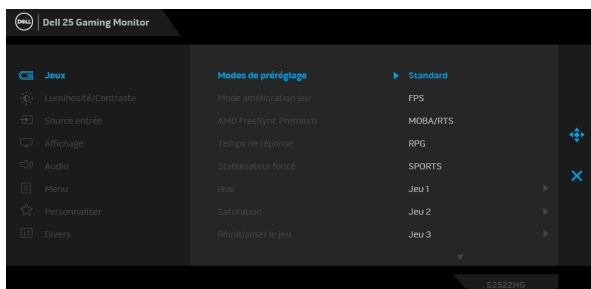 DELL Dell 25 Gaming Monitor
Jeux Modes de préréglage Standard
Luminosité/Contraste Mode amélioration jeu FPS
Source entrée AMD FreeSync Premium MOBA/RTS
Affichage Temps de réponse RPG
Audio Stabilisateur foncé SPORTS
Menu Hue Jeu 1
Personnaliser Saturation Jeu 2
Divers Réinitialiser le jeu Jeu 3
S2522HG